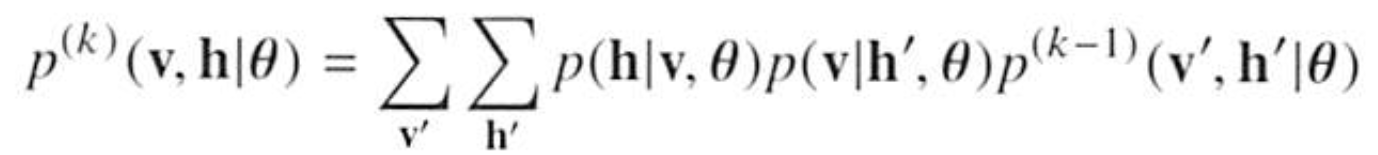 p^{(k)}(𝐯, 𝐡|𝜽) = ∑_{𝐯′} ∑_{𝐡′} p(𝐡|𝐯, 𝜽)p(𝐯|𝐡′, 𝜽)p^{(k−1)}(𝐯′, 𝐡′|𝜽)